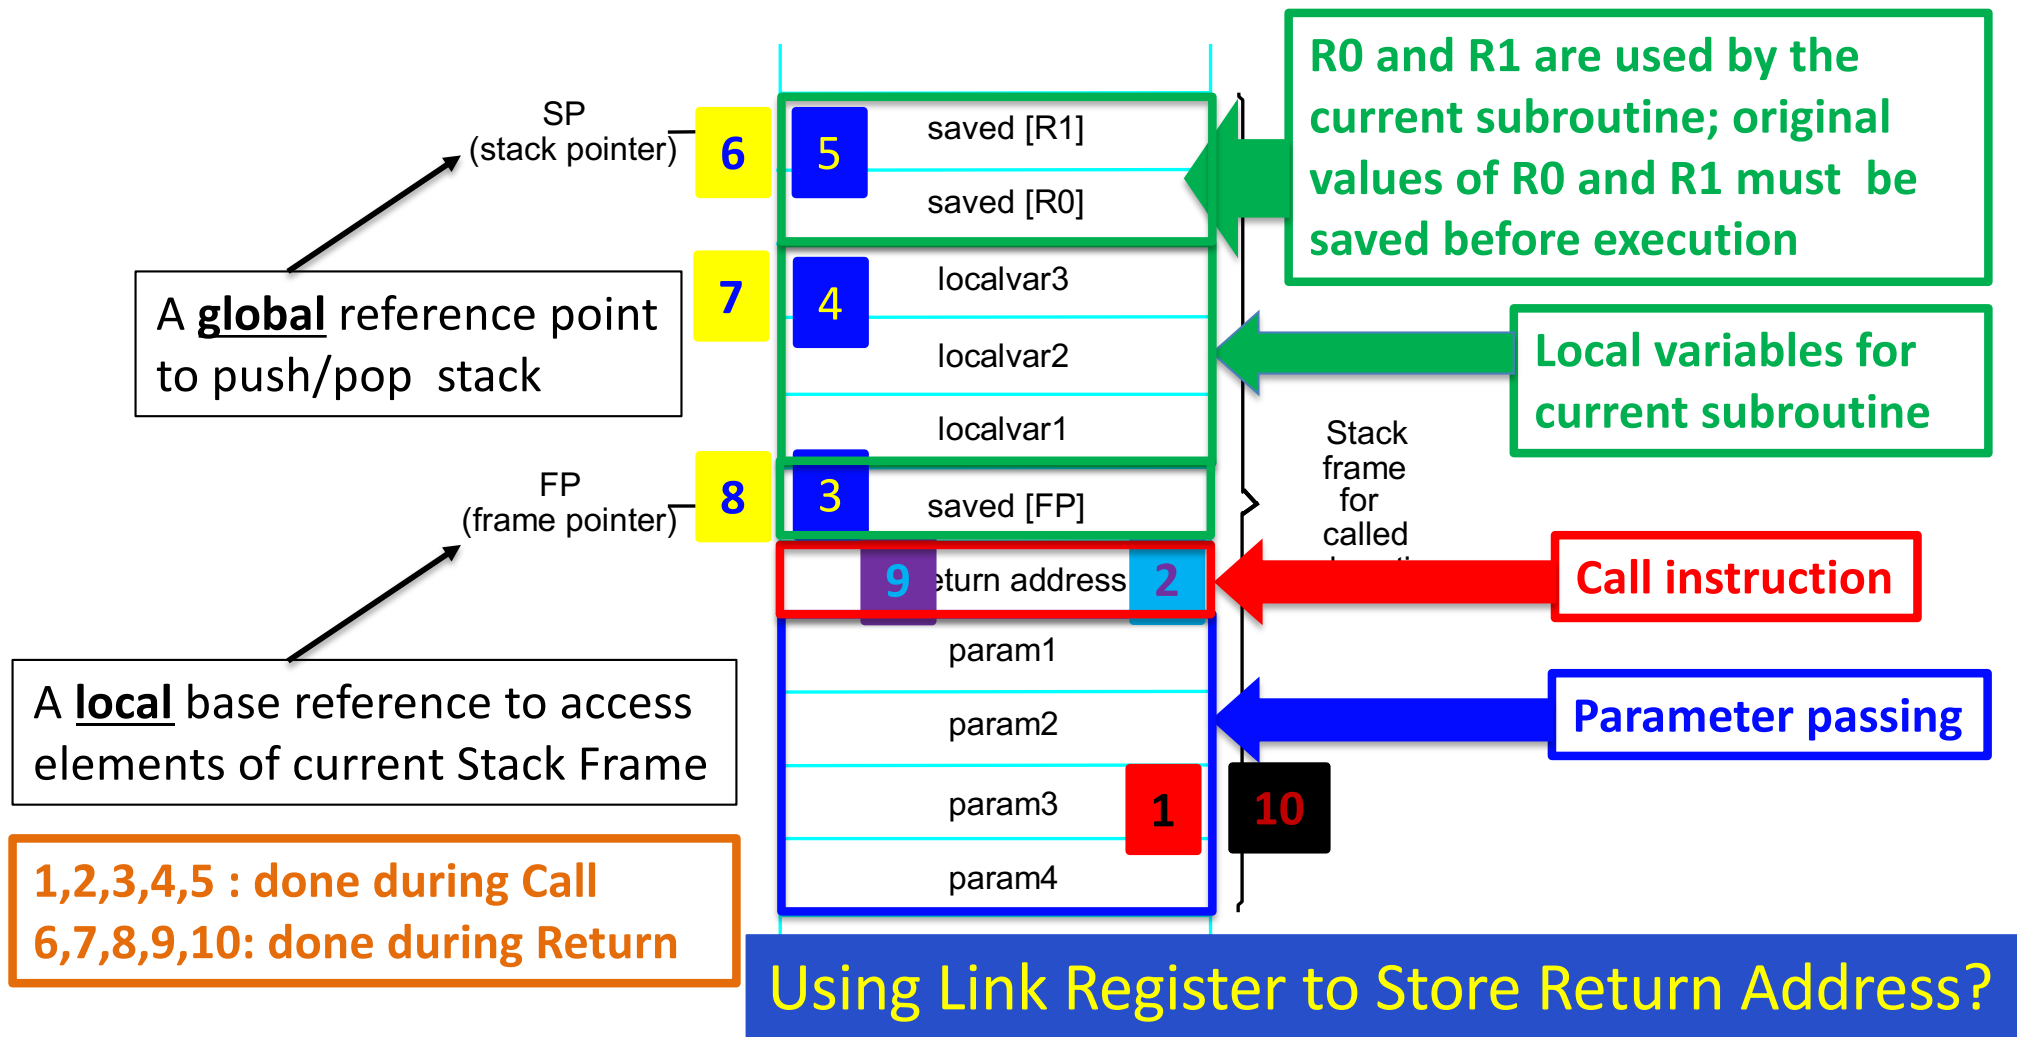 SP
(stack pointer)
6
5
saved [R1]
saved [R0]
R0 and R1 are used by the
current subroutine; original
values of R0 and R1 must be
saved before execution
A global reference point
to push/pop stack
7
4
localvar3
localvar2
localvar1
Local variables for
current subroutine
Stack
frame
for
called
FP
(frame pointer)
8
3
saved [FP]
9
eturn address
2
Call instruction
A local base reference to access
elements of current Stack Frame
param1
param2
param3
param4
1
10
Parameter passing
1,2,3,4,5 : done during Call
6,7,8,9,10: done during Return
Using Link Register to Store Return Address?